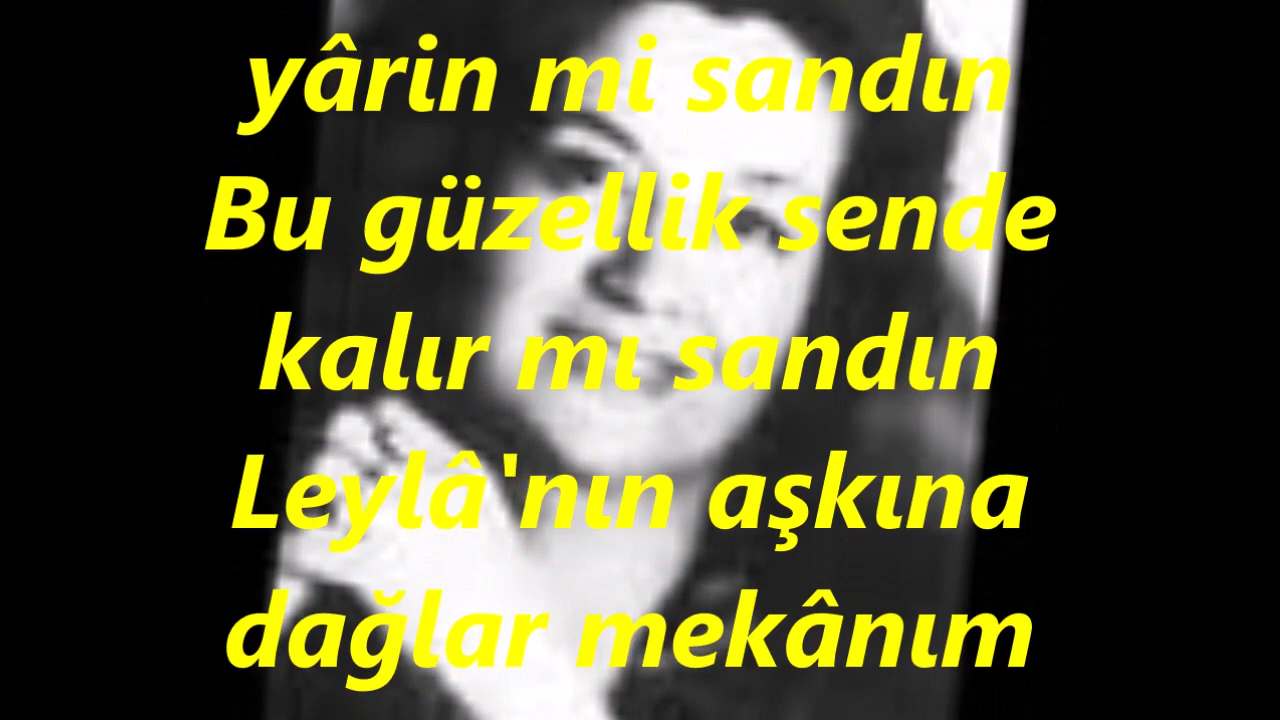 yârin mi sandın
Bu güzellik sende
kalır mı sandın
Leylâ'nın aşkına
dağlar mekânım